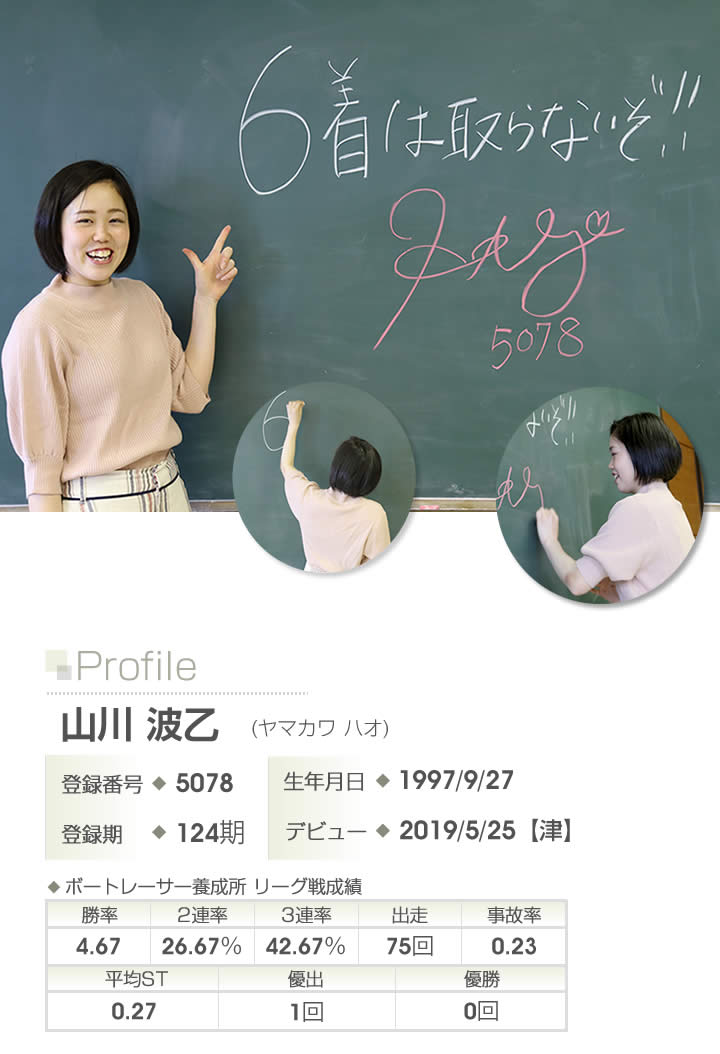 6着は取らないぞ!!
5078
6
ないぞ!!
Profile
山川 波乙 (ヤマカワ ハオ)
登録番号 ◆ 5078 生年月日 ◆ 1997/9/27
登録期 ◆ 124期 デビュー ◆ 2019/5/25【津】
◆ ボートレーサー養成所 リーグ戦成績
勝率 2連率 3連率 出走 事故率
4.67 26.67% 42.67% 75回 0.23
平均ST 優出 優勝
0.27 1回 0回